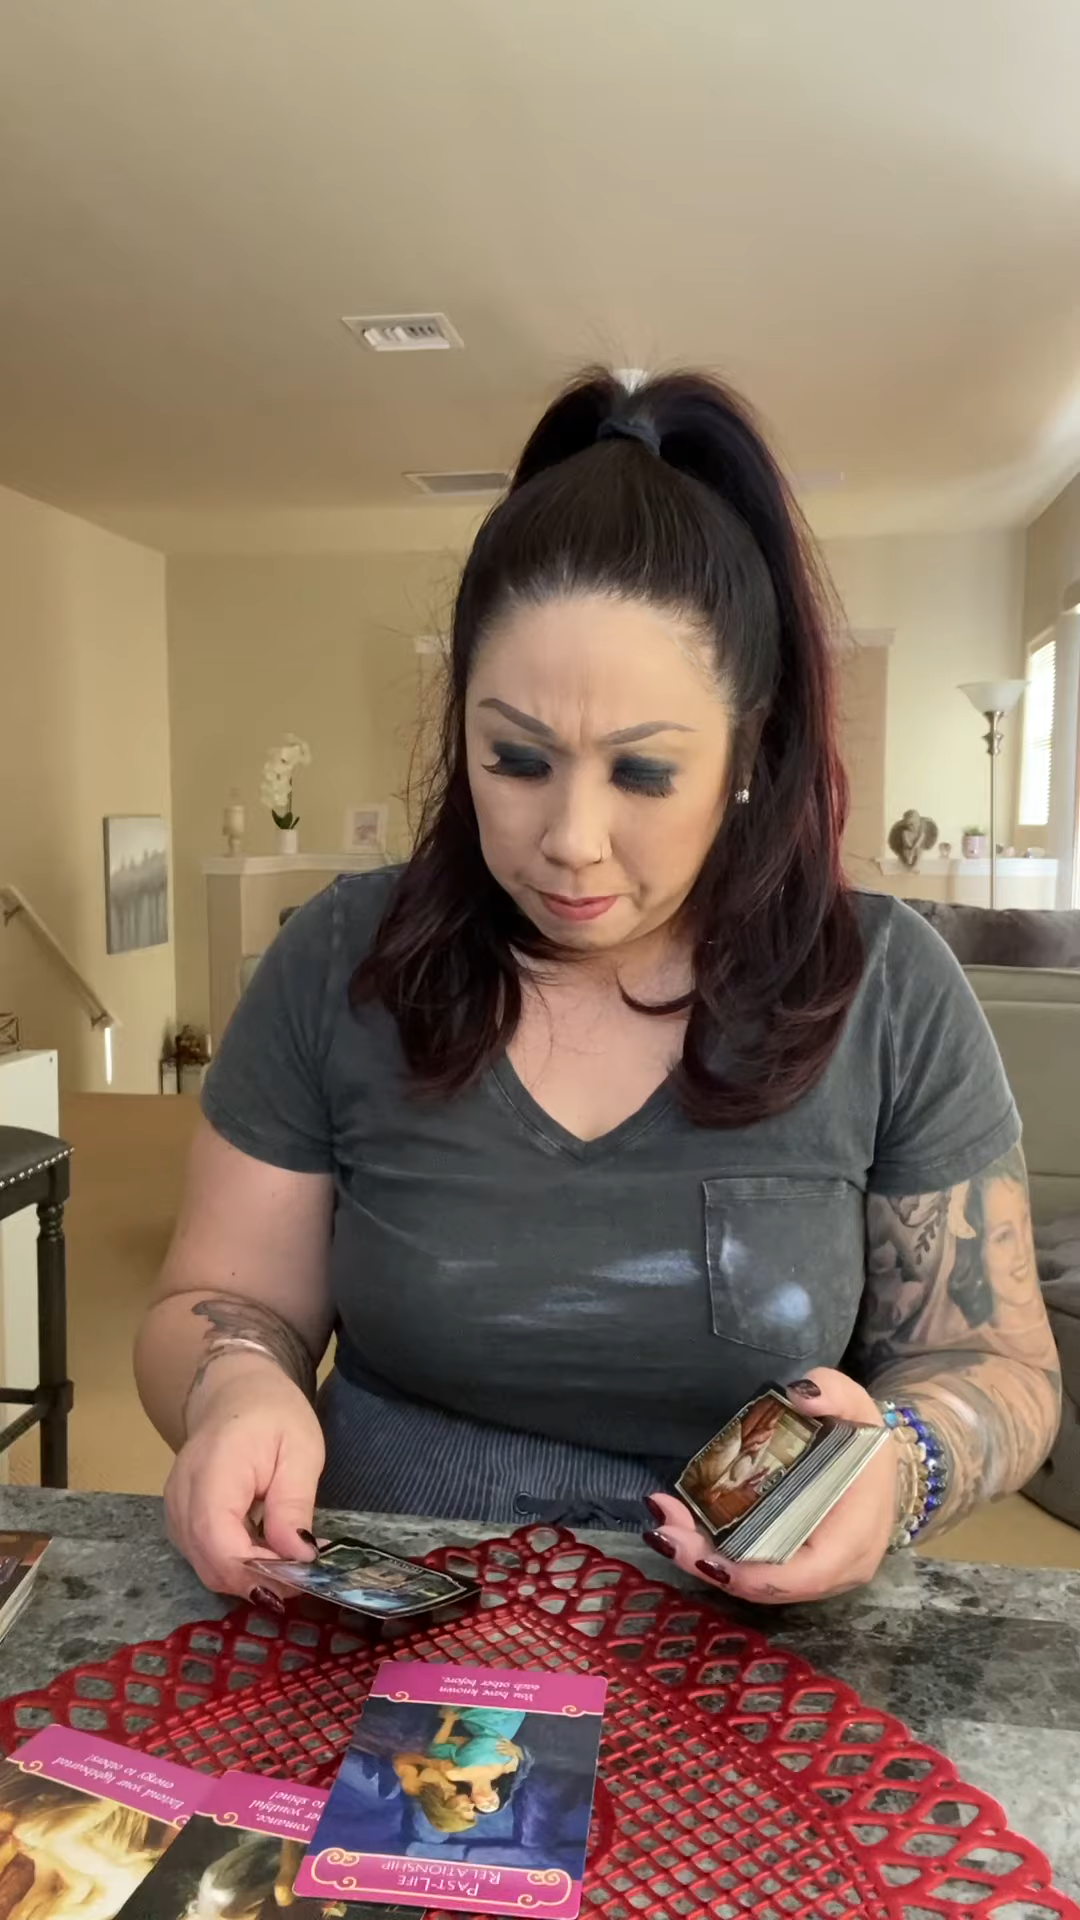 You have known
each other before.
PAST-LIFE
RELATIONSHIP
Extend your lighthearted
energy to others!
romance.
youthful
to shine!